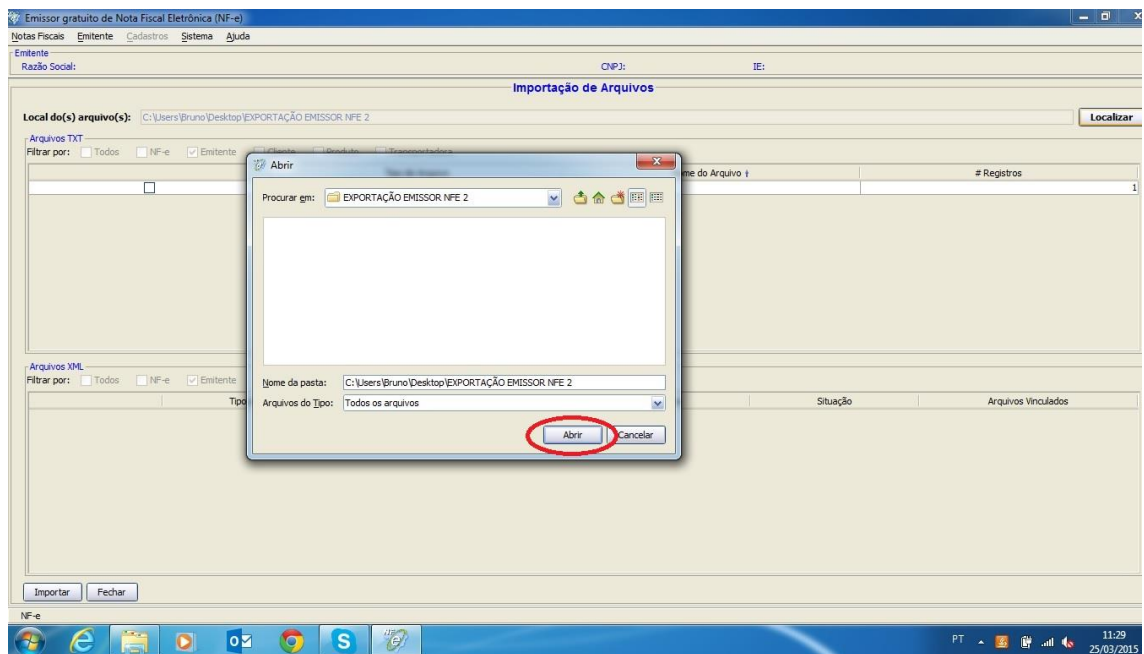 Emissor gratuito de Nota Fiscal Eletrônica (NF-e)
Notas Fiscais Emitente Cadastros Sistema Ajuda
Emitente
Razão Social: CNPJ: IE:
Importação de Arquivos
Local do(s) arquivo(s): C:\Users\Bruno\Desktop\EXPORTAÇÃO EMISSOR NFE 2 Localizar
Arquivos TXT
Filtrar por: Todos NF-e Emitente Cliente Produto Transportadora
me do Arquivo # Registros
1
Abrir
Procurar em: EXPORTAÇÃO EMISSOR NFE 2
Nome da pasta: C:\Users\Bruno\Desktop\EXPORTAÇÃO EMISSOR NFE 2
Arquivos do Tipo: Todos os arquivos
Abrir Cancelar
Arquivos XML
Filtrar por: Todos NF-e Emitente
Tipo Situação Arquivos Vinculados
Importar Fechar
NF-e
PT 11:29
25/03/2015